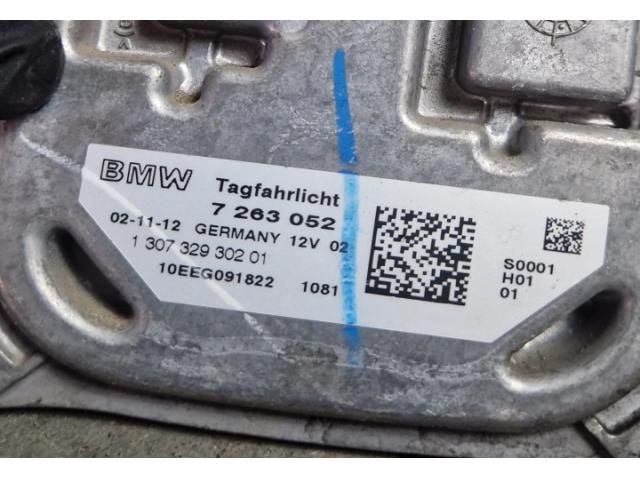 BMW Tagfahrlicht
7 263 052
02-11-12 GERMANY 12V 02
1 307 329 302 01
10EEG091822 1081
S0001
H01
01
A